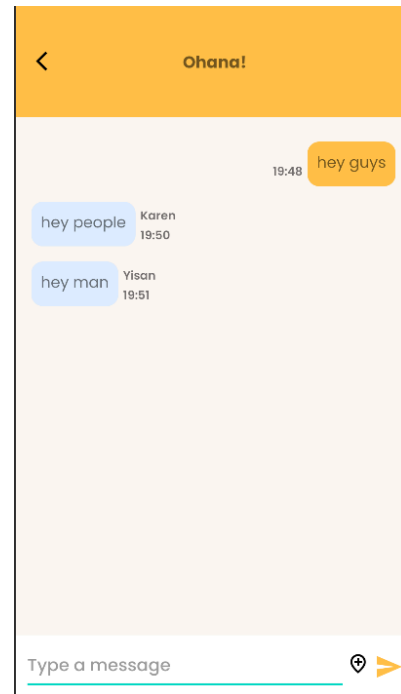 Ohana!
19:48 hey guys
hey people Karen
19:50
hey man Yisan
19:51
Type a message